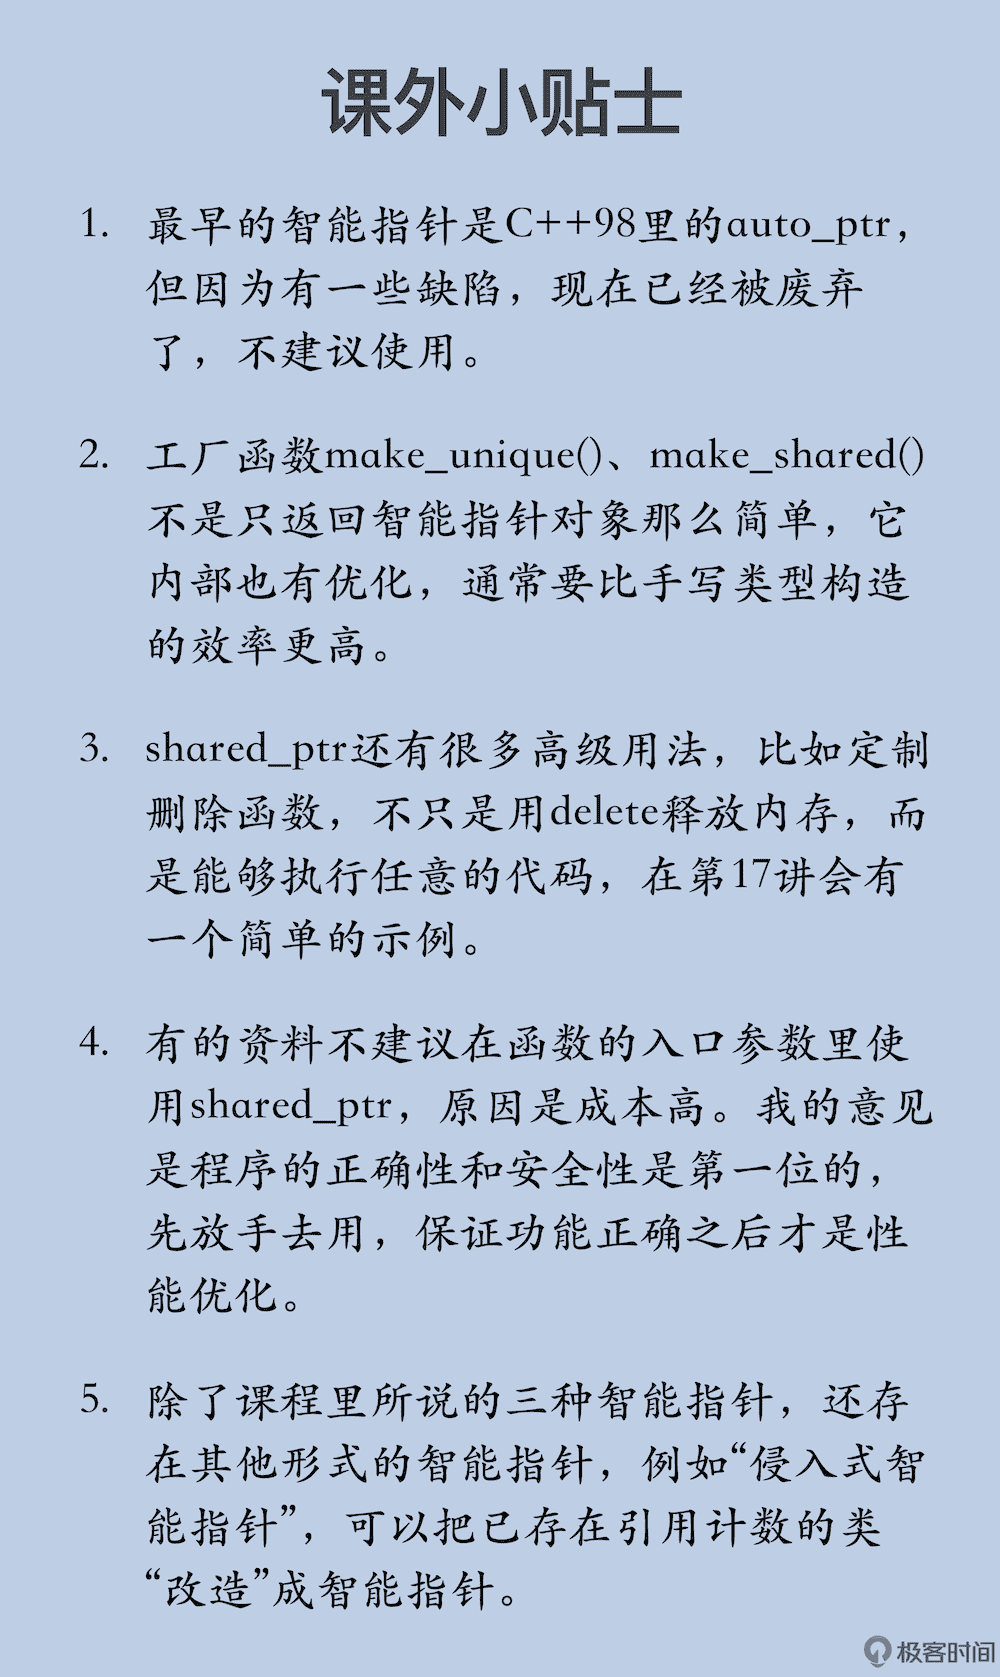 课外小贴士
1. 最早的智能指针是C++98里的auto_ptr，
但因为有一些缺陷，现在已经被废弃
了，不建议使用。
2. 工厂函数make_unique()、make_shared()
不是只返回智能指针对象那么简单，它
内部也有优化，通常要比手写类型构造
的效率更高。
3. shared_ptr还有很多高级用法，比如定制
删除函数，不只是用delete释放内存，而
是能够执行任意的代码，在第17讲会有
一个简单的示例。
4. 有的资料不建议在函数的入口参数里使
用shared_ptr，原因是成本高。我的意见
是程序的正确性和安全性是第一位的，
先放手去用，保证功能正确之后才是性
能优化。
5. 除了课程里所说的三种智能指针，还存
在其他形式的智能指针，例如“侵入式智
能指针”，可以把已存在引用计数的类
“改造”成智能指针。
极客时间